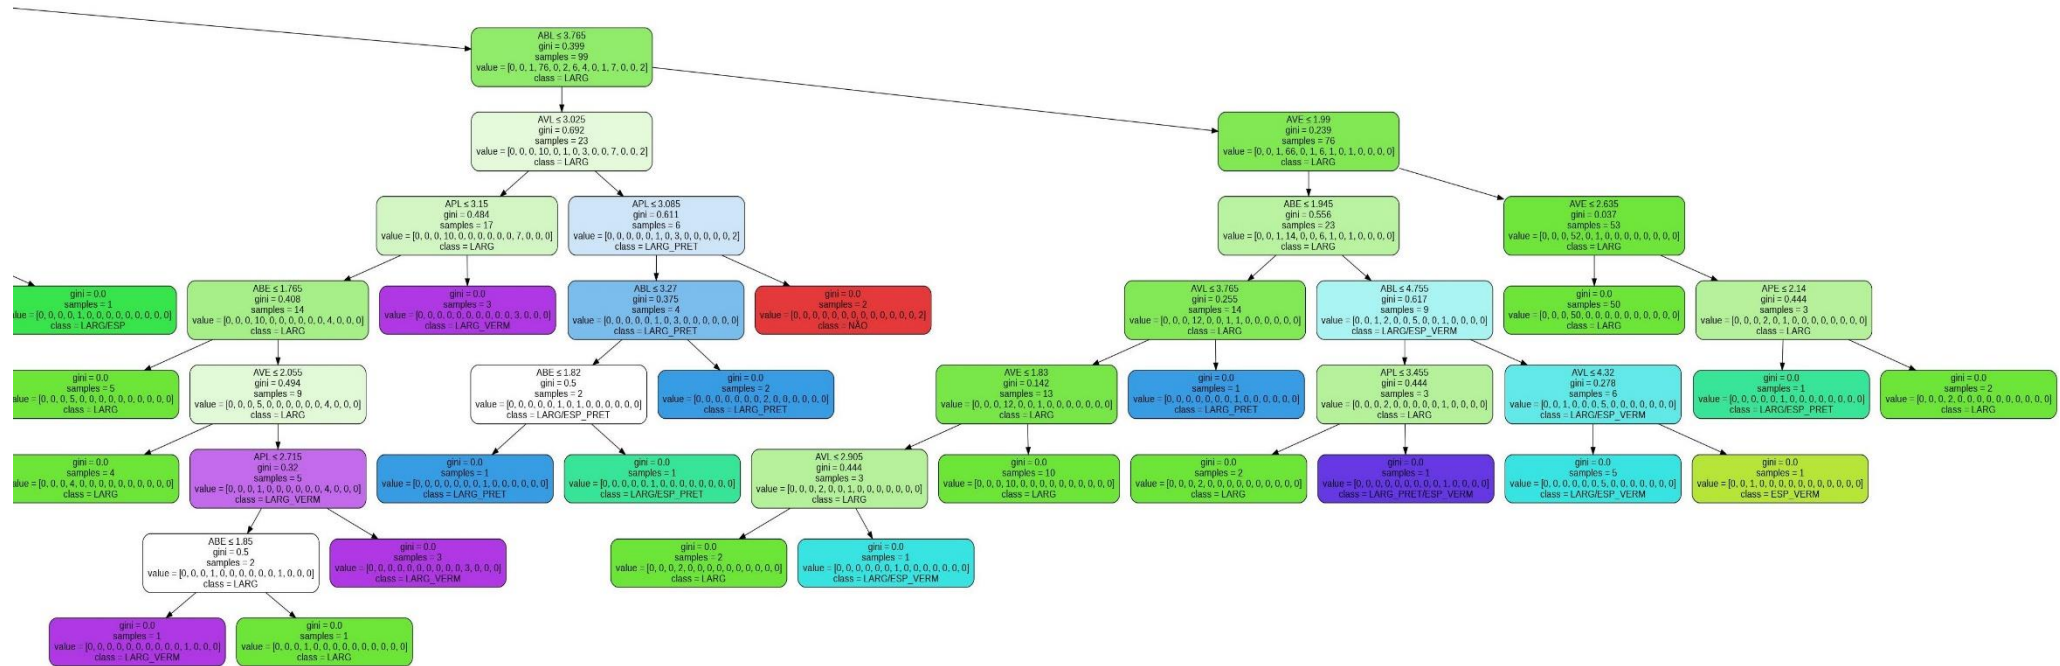 ABL ≤ 3.765
gini = 0.399
samples = 99
value = [0, 0, 1, 76, 0, 2, 6, 4, 0, 1, 7, 0, 0, 2]
class = LARG
AVL ≤ 3.025
gini = 0.692
samples = 23
value = [0, 0, 0, 10, 0, 1, 0, 3, 0, 0, 7, 0, 0, 2]
class = LARG
AVE ≤ 1.99
gini = 0.239
samples = 76
value = [0, 0, 1, 66, 0, 1, 6, 1, 0, 1, 0, 0, 0, 0]
class = LARG
APL ≤ 3.15
gini = 0.484
samples = 17
value = [0, 0, 0, 10, 0, 0, 0, 0, 0, 0, 7, 0, 0, 0]
class = LARG
APL ≤ 3.085
gini = 0.611
samples = 6
value = [0, 0, 0, 0, 0, 1, 0, 3, 0, 0, 0, 0, 0, 2]
class = LARG_PRET
ABE ≤ 1.945
gini = 0.556
samples = 23
value = [0, 0, 1, 14, 0, 0, 6, 1, 0, 1, 0, 0, 0, 0]
class = LARG
AVE ≤ 2.635
gini = 0.037
samples = 53
value = [0, 0, 0, 52, 0, 1, 0, 0, 0, 0, 0, 0, 0, 0]
class = LARG
gini = 0.0
samples = 1
value = [0, 0, 0, 0, 1, 0, 0, 0, 0, 0, 0, 0, 0, 0]
class = LARG/ESP
ABE ≤ 1.765
gini = 0.408
samples = 14
value = [0, 0, 0, 10, 0, 0, 0, 0, 0, 0, 4, 0, 0, 0]
class = LARG
gini = 0.0
samples = 3
value = [0, 0, 0, 0, 0, 0, 0, 0, 0, 0, 3, 0, 0, 0]
class = LARG_VERM
ABL ≤ 3.27
gini = 0.375
samples = 4
value = [0, 0, 0, 0, 0, 1, 0, 3, 0, 0, 0, 0, 0, 0]
class = LARG_PRET
gini = 0.0
samples = 2
value = [0, 0, 0, 0, 0, 0, 0, 0, 0, 0, 0, 0, 0, 2]
class = NÃO
AVL ≤ 3.765
gini = 0.255
samples = 14
value = [0, 0, 0, 12, 0, 0, 1, 1, 0, 0, 0, 0, 0, 0]
class = LARG
ABL ≤ 4.755
gini = 0.617
samples = 9
value = [0, 0, 1, 2, 0, 0, 5, 0, 0, 1, 0, 0, 0, 0]
class = LARG/ESP_VERM
gini = 0.0
samples = 50
value = [0, 0, 0, 50, 0, 0, 0, 0, 0, 0, 0, 0, 0, 0]
class = LARG
APE ≤ 2.14
gini = 0.444
samples = 3
value = [0, 0, 0, 2, 0, 1, 0, 0, 0, 0, 0, 0, 0, 0]
class = LARG
gini = 0.0
samples = 5
value = [0, 0, 0, 5, 0, 0, 0, 0, 0, 0, 0, 0, 0, 0]
class = LARG
AVE ≤ 2.055
gini = 0.494
samples = 9
value = [0, 0, 0, 5, 0, 0, 0, 0, 0, 0, 4, 0, 0, 0]
class = LARG
ABE ≤ 1.82
gini = 0.5
samples = 2
value = [0, 0, 0, 0, 0, 1, 0, 1, 0, 0, 0, 0, 0, 0]
class = LARG/ESP_PRET
gini = 0.0
samples = 2
value = [0, 0, 0, 0, 0, 0, 0, 2, 0, 0, 0, 0, 0, 0]
class = LARG_PRET
AVE ≤ 1.83
gini = 0.142
samples = 13
value = [0, 0, 0, 12, 0, 0, 1, 0, 0, 0, 0, 0, 0, 0]
class = LARG
gini = 0.0
samples = 1
value = [0, 0, 0, 0, 0, 0, 0, 1, 0, 0, 0, 0, 0, 0]
class = LARG_PRET
APL ≤ 3.455
gini = 0.444
samples = 3
value = [0, 0, 0, 2, 0, 0, 0, 0, 0, 1, 0, 0, 0, 0]
class = LARG
AVL ≤ 4.32
gini = 0.278
samples = 6
value = [0, 0, 1, 0, 0, 0, 5, 0, 0, 0, 0, 0, 0, 0]
class = LARG/ESP_VERM
gini = 0.0
samples = 1
value = [0, 0, 0, 0, 0, 1, 0, 0, 0, 0, 0, 0, 0, 0]
class = LARG/ESP_PRET
gini = 0.0
samples = 2
value = [0, 0, 0, 2, 0, 0, 0, 0, 0, 0, 0, 0, 0, 0]
class = LARG
gini = 0.0
samples = 4
value = [0, 0, 0, 4, 0, 0, 0, 0, 0, 0, 0, 0, 0, 0]
class = LARG
APL ≤ 2.715
gini = 0.32
samples = 5
value = [0, 0, 0, 1, 0, 0, 0, 0, 0, 0, 4, 0, 0, 0]
class = LARG_VERM
gini = 0.0
samples = 1
value = [0, 0, 0, 0, 0, 0, 0, 1, 0, 0, 0, 0, 0, 0]
class = LARG_PRET
gini = 0.0
samples = 1
value = [0, 0, 0, 0, 0, 1, 0, 0, 0, 0, 0, 0, 0, 0]
class = LARG/ESP_PRET
AVL ≤ 2.905
gini = 0.444
samples = 3
value = [0, 0, 0, 2, 0, 0, 1, 0, 0, 0, 0, 0, 0, 0]
class = LARG
gini = 0.0
samples = 10
value = [0, 0, 0, 10, 0, 0, 0, 0, 0, 0, 0, 0, 0, 0]
class = LARG
gini = 0.0
samples = 2
value = [0, 0, 0, 2, 0, 0, 0, 0, 0, 0, 0, 0, 0, 0]
class = LARG
gini = 0.0
samples = 1
value = [0, 0, 0, 0, 0, 0, 0, 0, 0, 1, 0, 0, 0, 0]
class = LARG_PRET/ESP_VERM
gini = 0.0
samples = 5
value = [0, 0, 0, 0, 0, 0, 5, 0, 0, 0, 0, 0, 0, 0]
class = LARG/ESP_VERM
gini = 0.0
samples = 1
value = [0, 0, 1, 0, 0, 0, 0, 0, 0, 0, 0, 0, 0, 0]
class = ESP_VERM
ABE ≤ 1.85
gini = 0.5
samples = 2
value = [0, 0, 0, 1, 0, 0, 0, 0, 0, 0, 1, 0, 0, 0]
class = LARG
gini = 0.0
samples = 3
value = [0, 0, 0, 0, 0, 0, 0, 0, 0, 0, 3, 0, 0, 0]
class = LARG_VERM
gini = 0.0
samples = 2
value = [0, 0, 0, 2, 0, 0, 0, 0, 0, 0, 0, 0, 0, 0]
class = LARG
gini = 0.0
samples = 1
value = [0, 0, 0, 0, 0, 0, 1, 0, 0, 0, 0, 0, 0, 0]
class = LARG/ESP_VERM
gini = 0.0
samples = 1
value = [0, 0, 0, 0, 0, 0, 0, 0, 0, 0, 1, 0, 0, 0]
class = LARG_VERM
gini = 0.0
samples = 1
value = [0, 0, 0, 1, 0, 0, 0, 0, 0, 0, 0, 0, 0, 0]
class = LARG